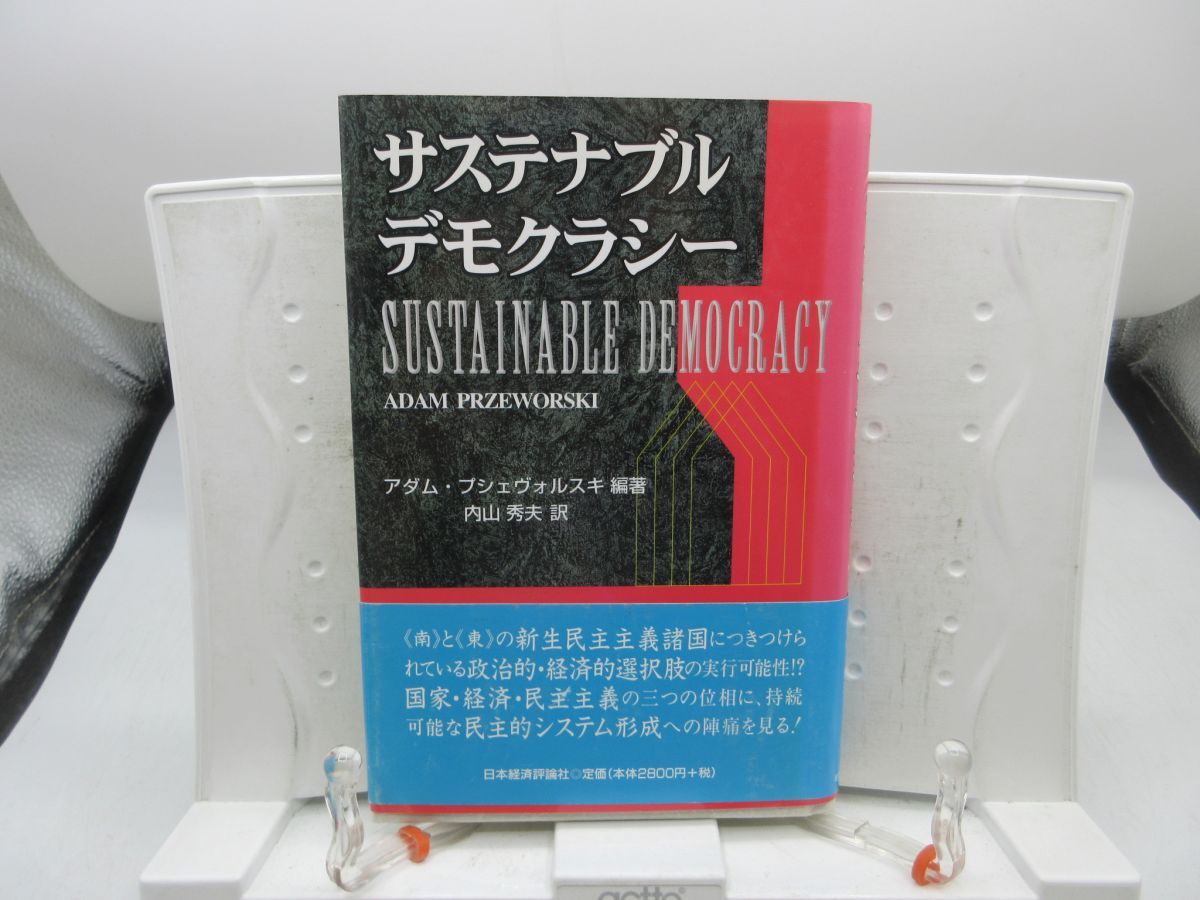 サステナブル
デモクラシー
SUSTAINABLE DEMOCRACY
ADAM PRZEWORSKI
アダム・プシェヴォルスキ 編著
内山 秀夫 訳
《南》と《東》の新生民主主義諸国につきつけら
れている政治的・経済的選択肢の実行可能性!?
国家・経済・民主主義の三つの位相に、持続
可能な民主的システム形成への陣痛を見る!
日本経済評論社◎定価(本体2800円+税)